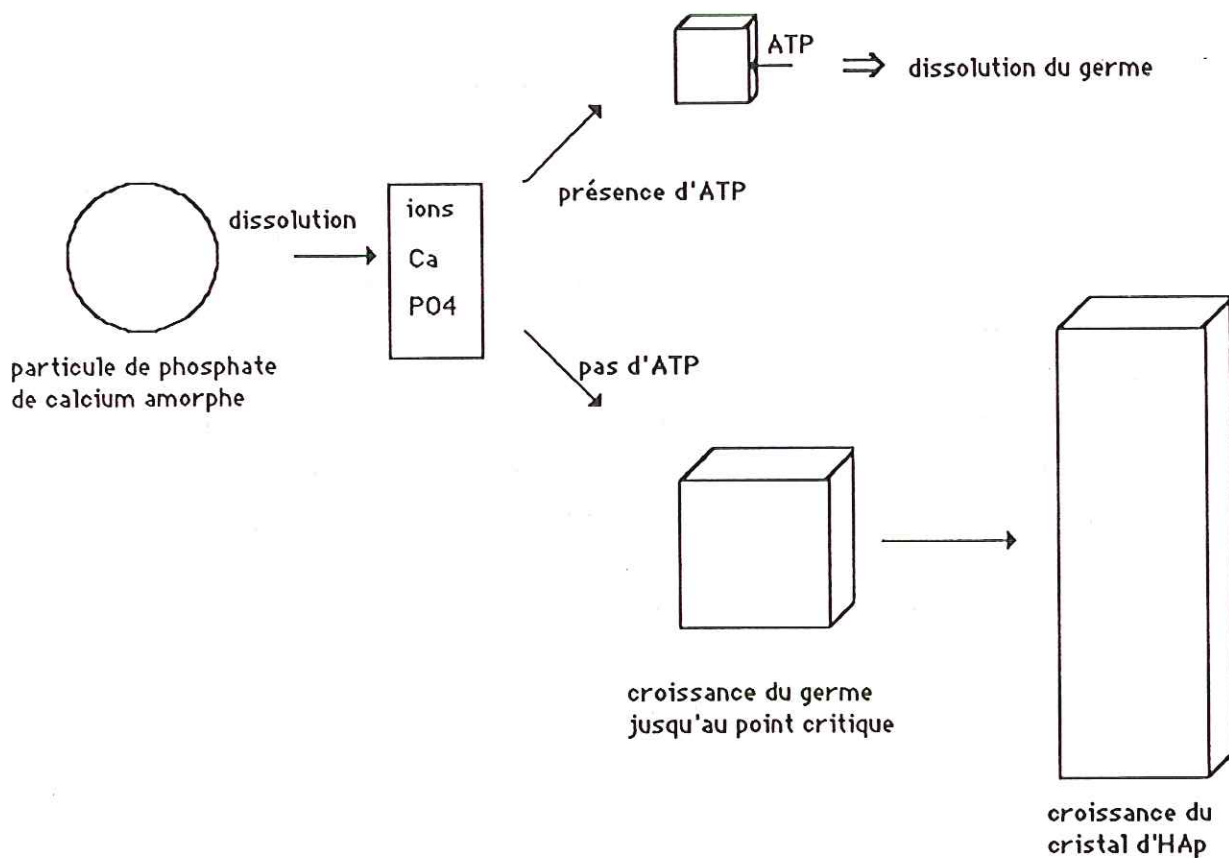 ATP
dissolution du germe
présence d'ATP
dissolution
ions
Ca
PO4
particule de phosphate
de calcium amorphe
pas d'ATP
croissance du germe
jusqu'au point critique
croissance du
cristal d'HAp